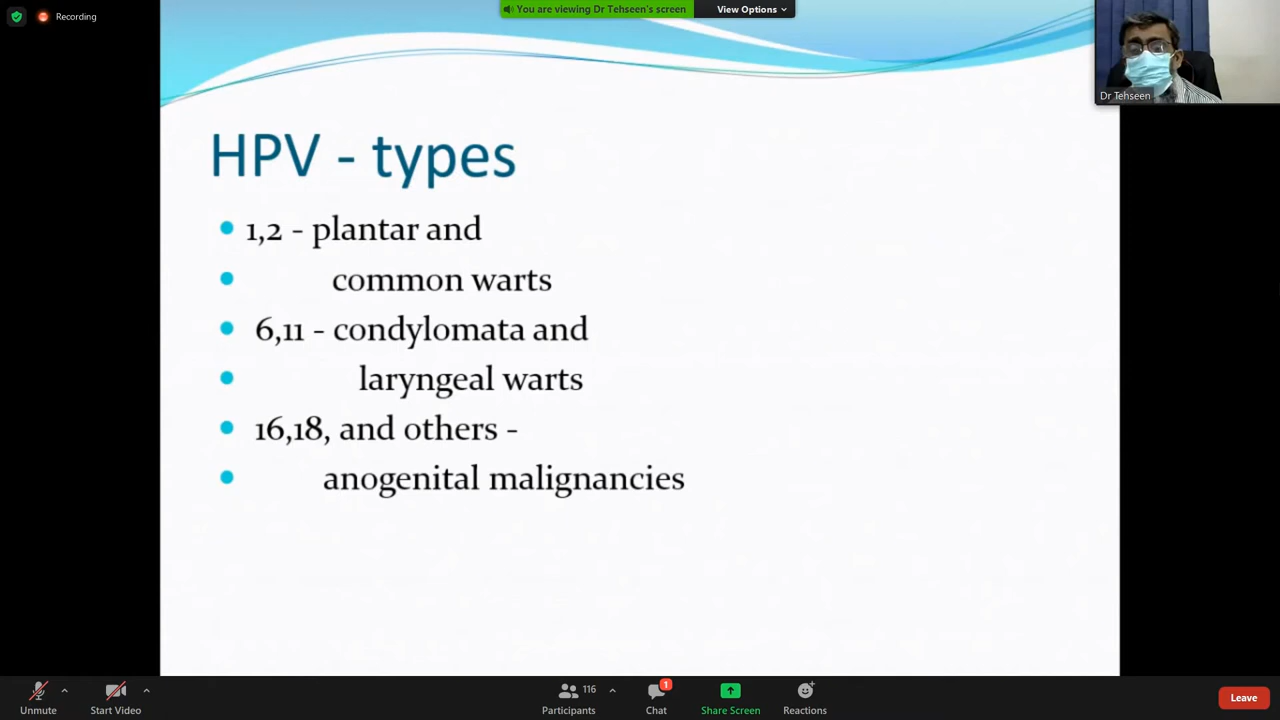 Recording
You are viewing Dr Tehseen's screen
View Options
Dr Tehseen
HPV - types
1,2 - plantar and
common warts
6,11 - condylomata and
laryngeal warts
16,18, and others -
anogenital malignancies
Unmute
Start Video
116
Participants
1
Chat
Share Screen
Reactions
Leave